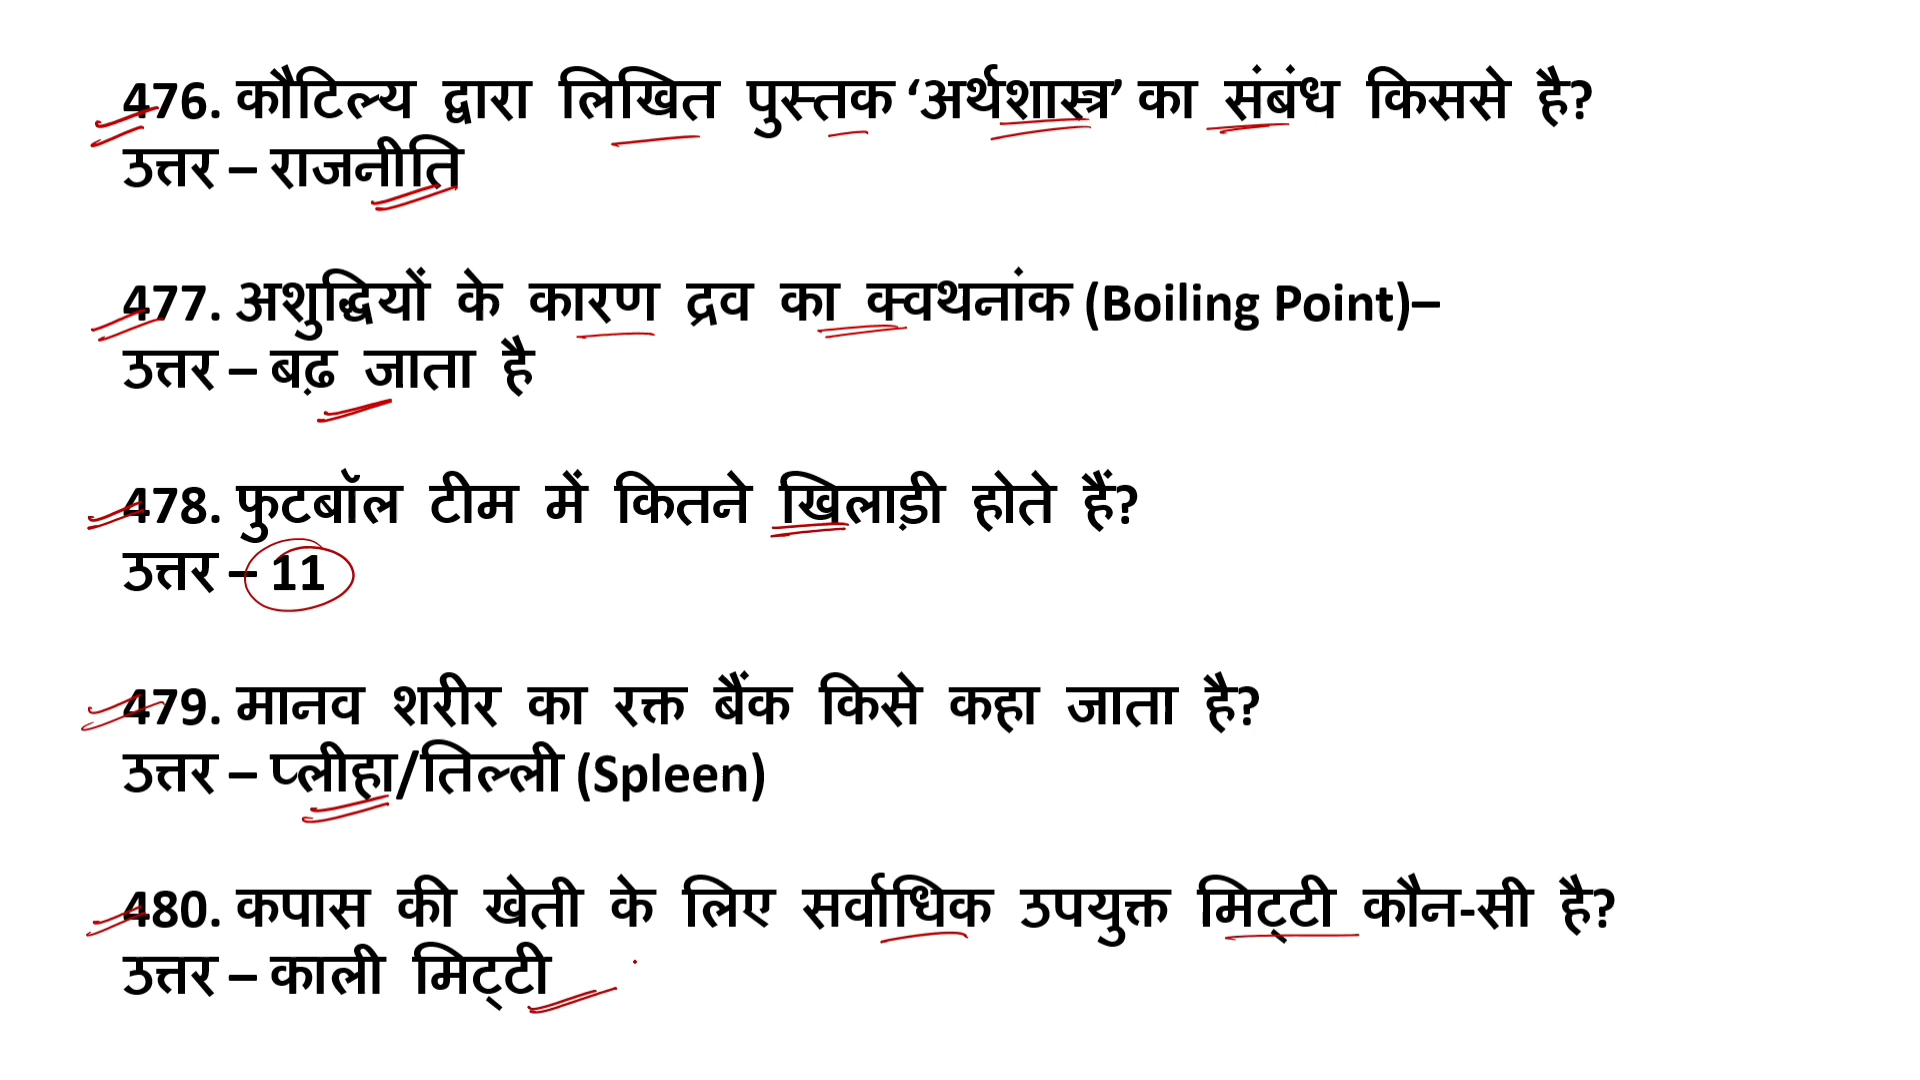 476. कौटिल्य द्वारा लिखित पुस्तक ‘अर्थशास्त्र’ का संबंध किससे है?
उत्तर – राजनीति
477. अशुद्धियों के कारण द्रव का क्वथनांक (Boiling Point)–
उत्तर – बढ़ जाता है
478. फुटबॉल टीम में कितने खिलाड़ी होते हैं?
उत्तर – 11
479. मानव शरीर का रक्त बैंक किसे कहा जाता है?
उत्तर – प्लीहा/तिल्ली (Spleen)
480. कपास की खेती के लिए सर्वाधिक उपयुक्त मिट्टी कौन-सी है?
उत्तर – काली मिट्टी